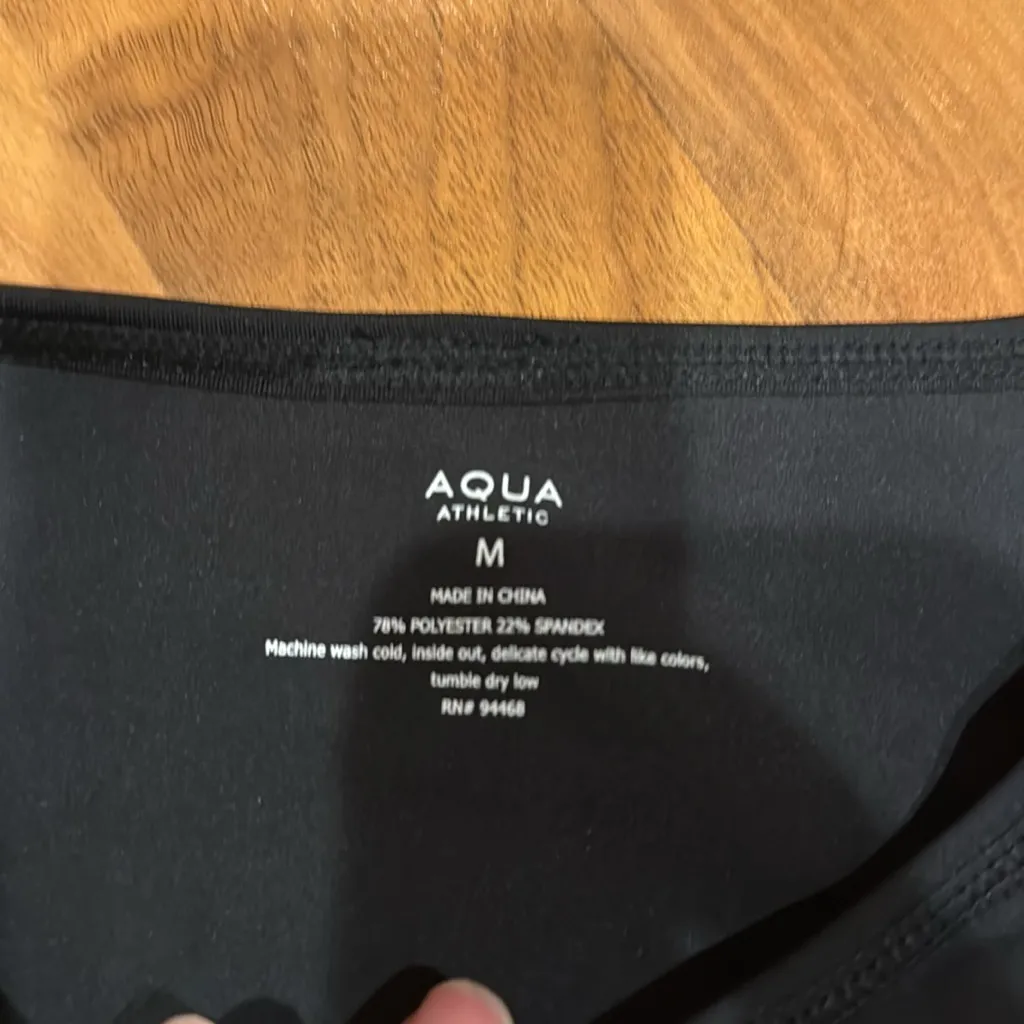 AQUA
ATHLETIC
M
MADE IN CHINA
78% POLYESTER 22% SPANDEX
Machine wash cold, inside out, delicate cycle with like colors,
tumble dry low
RN# 94468